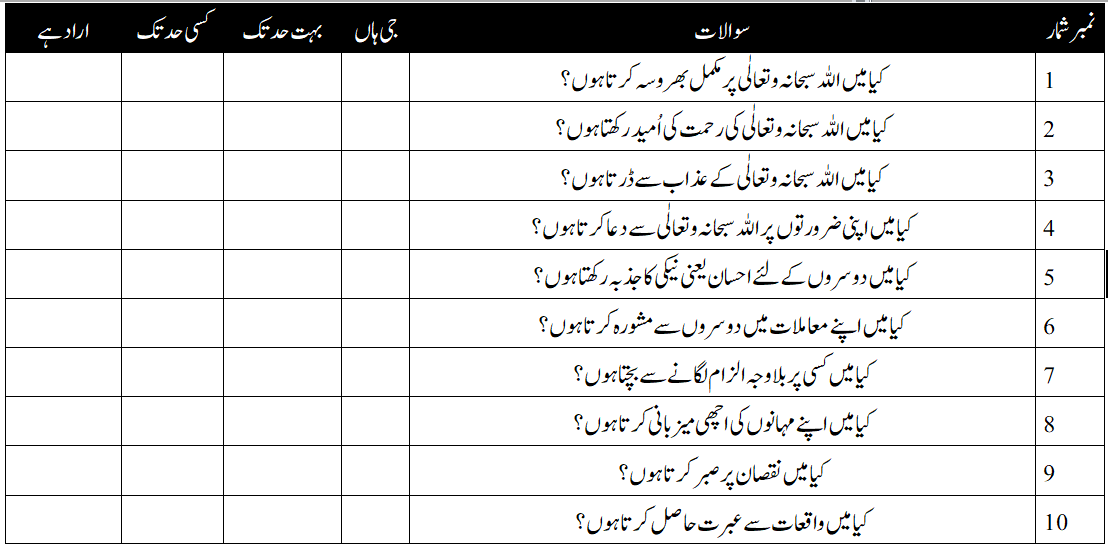 نمبر شمار سوالات جی ہاں بہت حد تک کسی حد تک اراد ہے
1 کیا میں اللہ سبحانہ وتعالٰی پر مکمل بھروسہ کرتا ہوں؟
2 کیا میں اللہ سبحانہ وتعالٰی کی رحمت کی اُمید رکھتا ہوں؟
3 کیا میں اللہ سبحانہ وتعالٰی کے عذاب سے ڈرتا ہوں؟
4 کیا میں اپنی ضرورتوں پر اللہ سبحانہ وتعالٰی سے دعا کرتا ہوں؟
5 کیا میں دوسروں کے لئے احسان یعنی نیکی کا جذبہ رکھتا ہوں؟
6 کیا میں اپنے معاملات میں دوسروں سے مشورہ کرتا ہوں؟
7 کیا میں کسی پر بلاوجہ الزام لگانے سے بچتا ہوں؟
8 کیا میں اپنے مہانوں کی اچھی میزبانی کرتا ہوں؟
9 کیا میں نقصان پر صبر کرتا ہوں؟
10 کیا میں واقعات سے عبرت حاصل کرتا ہوں؟